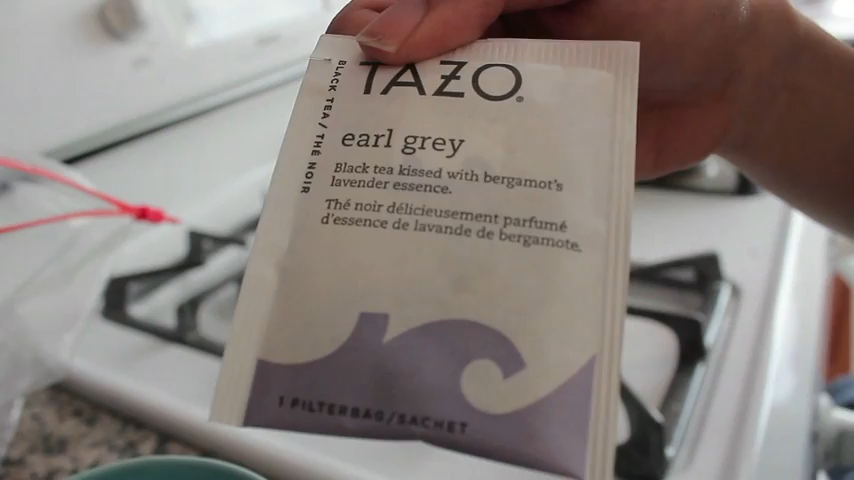 BLACK TEA/THÉ NOIR
TAZO®
earl grey
Black tea kissed with bergamot's
lavender essence.
Thé noir délicieusement parfumé
d'essence de lavande de bergamote.
1 FILTERBAG/SACHET